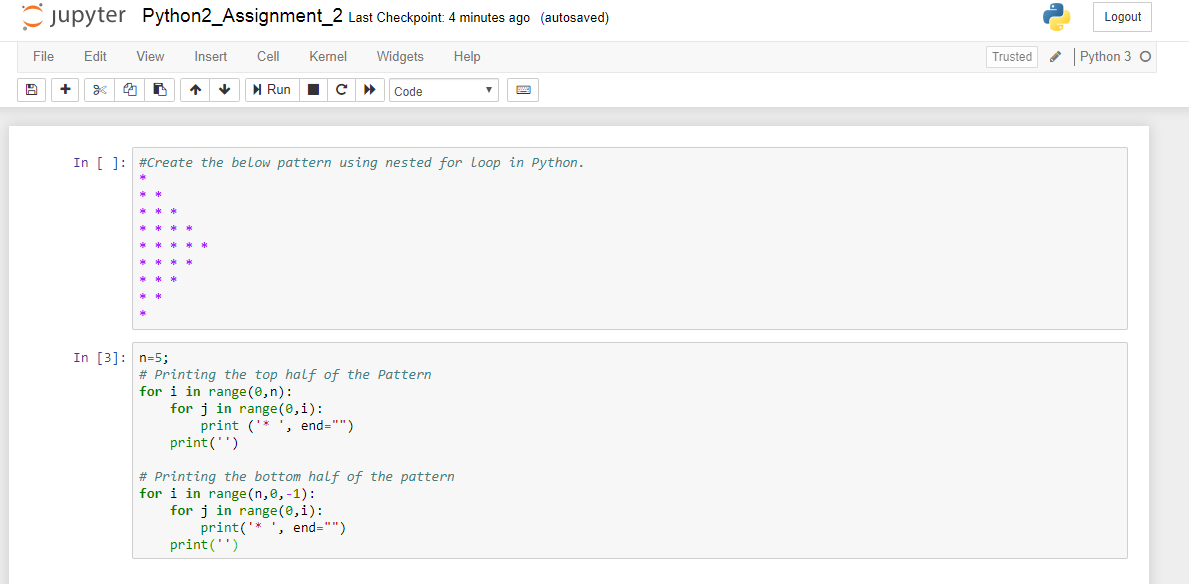 jupyter Python2_Assignment_2 Last Checkpoint: 4 minutes ago (autosaved) Logout
File Edit View Insert Cell Kernel Widgets Help Trusted Python 3
Run Code
In [ ]: #Create the below pattern using nested for loop in Python.
*
* *
* * *
* * * *
* * * * *
* * * *
* * *
* *
*
In [3]: n=5;
# Printing the top half of the Pattern
for i in range(0,n):
    for j in range(0,i):
        print ('* ', end="")
    print('')

# Printing the bottom half of the pattern
for i in range(n,0,-1):
    for j in range(0,i):
        print('* ', end="")
    print('')